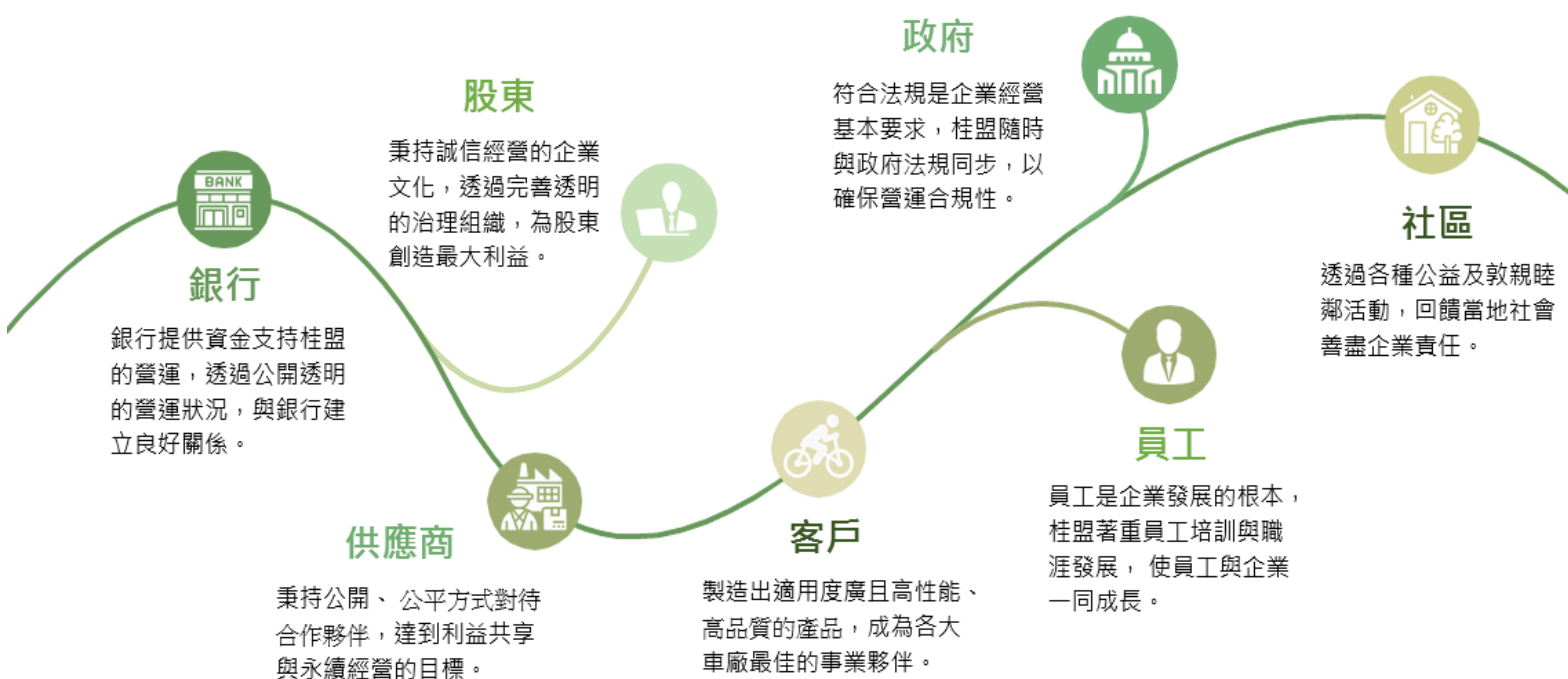 BANK
銀行
銀行提供資金支持桂盟
的營運，透過公開透明
的營運狀況，與銀行建
立良好關係。
股東
秉持誠信經營的企業
文化，透過完善透明
的治理組織，為股東
創造最大利益。
供應商
秉持公開、 公平方式對待
合作夥伴，達到利益共享
與永續經營的目標。
客戶
製造出適用度廣且高性能、
高品質的產品，成為各大
車廠最佳的事業夥伴。
政府
符合法規是企業經營
基本要求，桂盟隨時
與政府法規同步，以
確保營運合規性。
員工
員工是企業發展的根本，
桂盟著重員工培訓與職
涯發展， 使員工與企業
一同成長。
社區
透過各種公益及敦親睦
鄰活動，回饋當地社會
善盡企業責任。